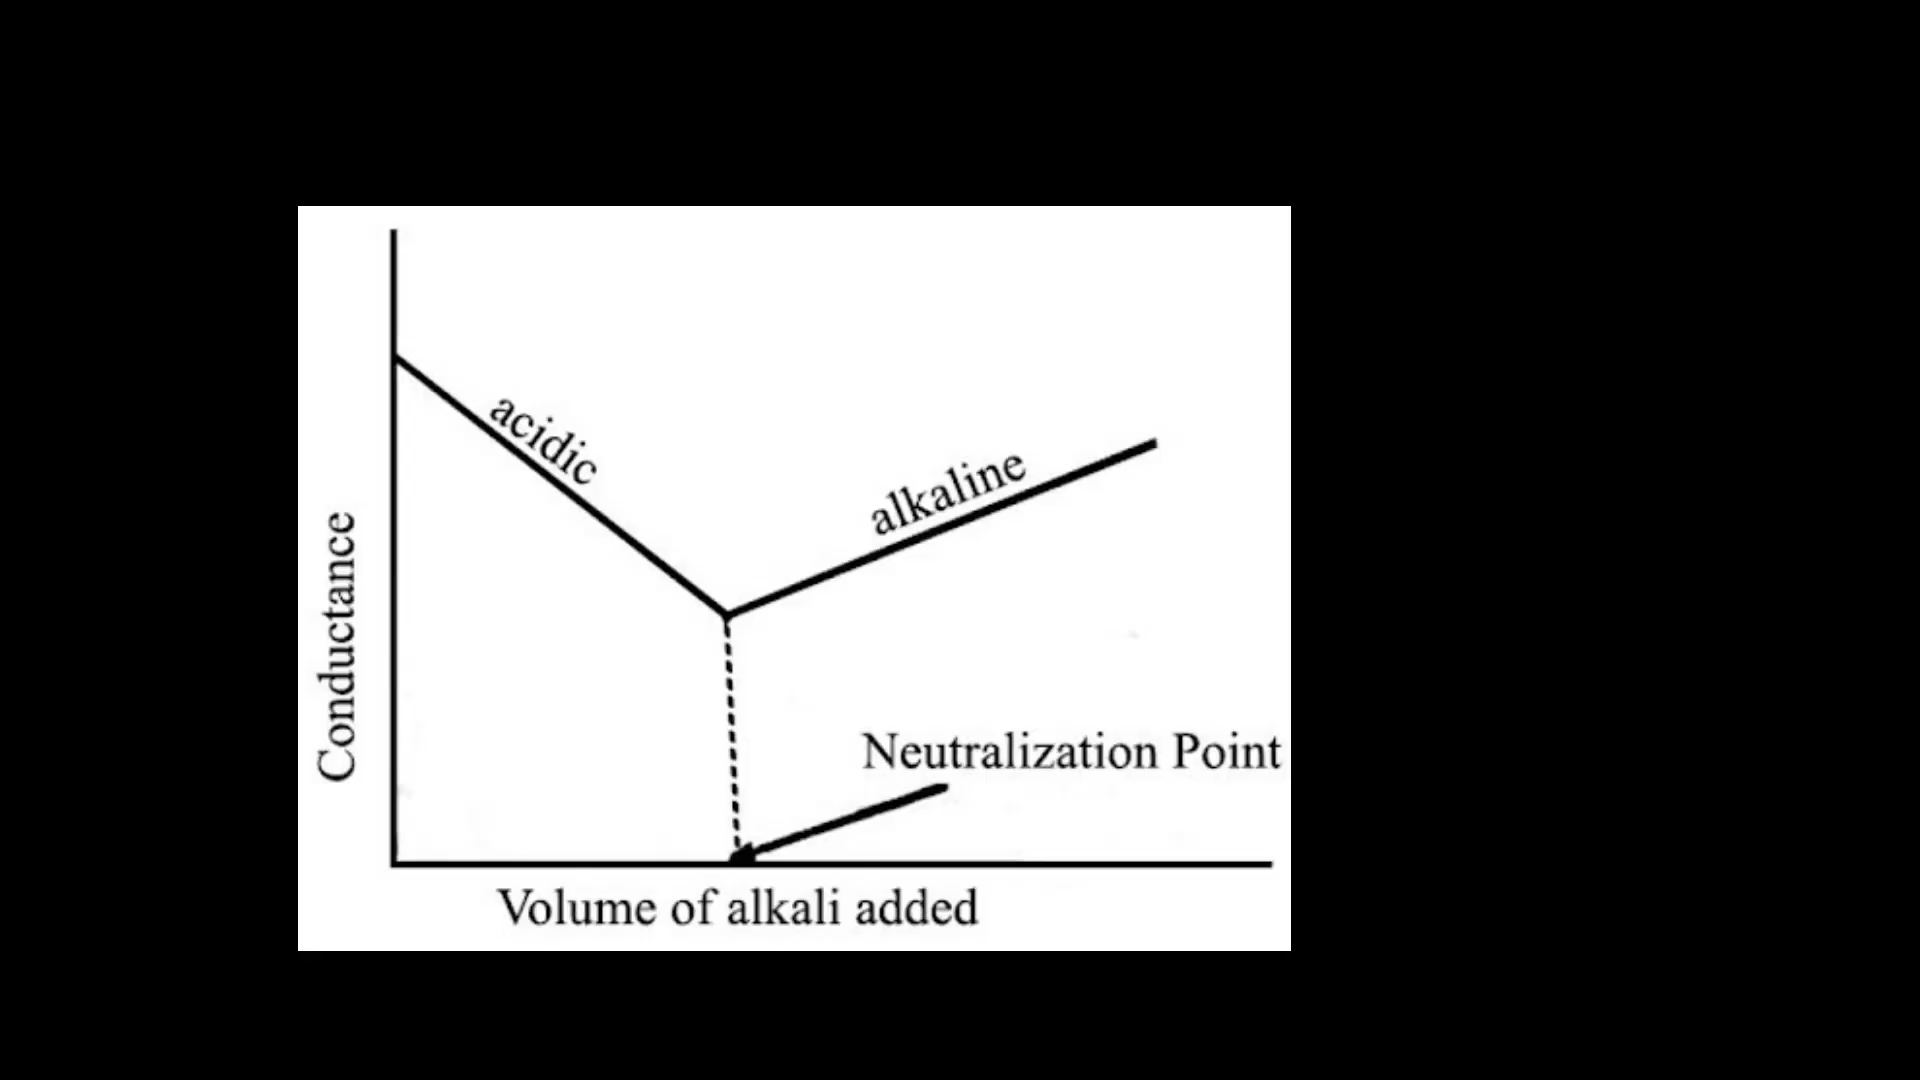 acidic
alkaline
Conductance
Neutralization Point
Volume of alkali added